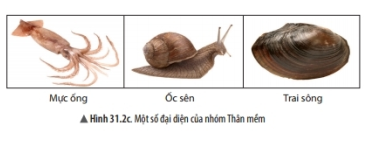 Mực ống
Ốc sên
Trai sông
▲ Hình 31.2c. Một số đại diện của nhóm Thân mềm